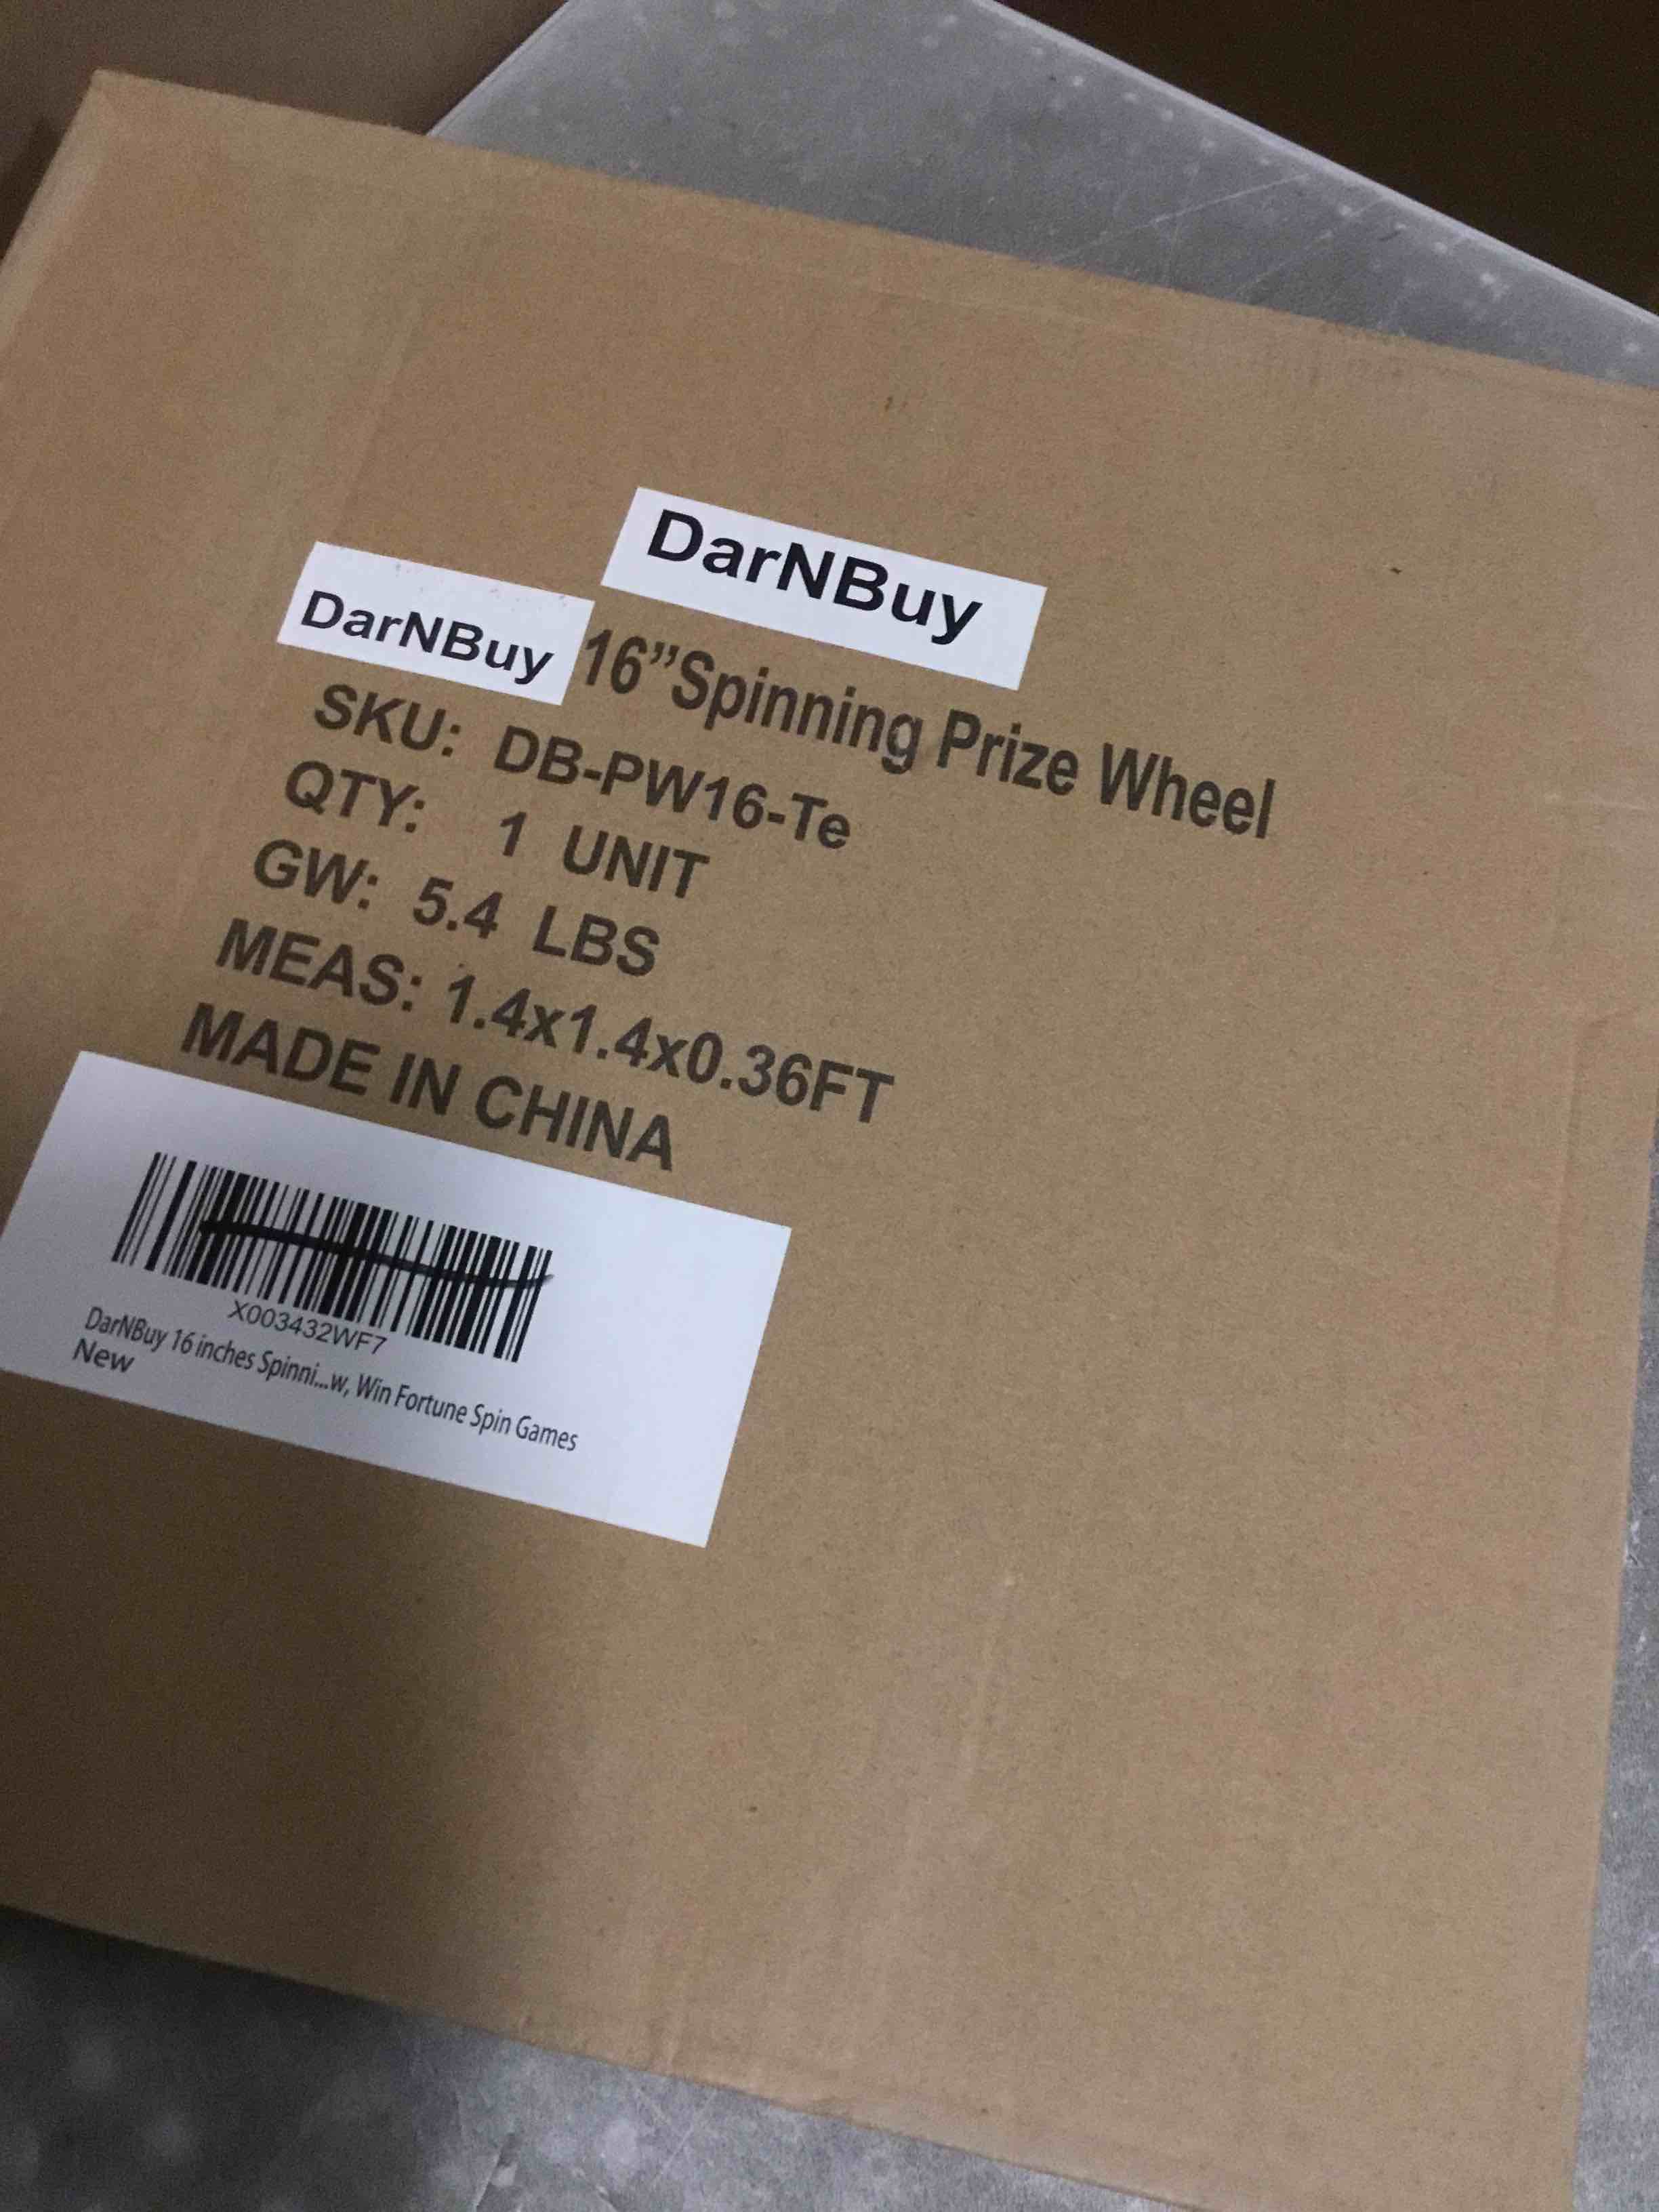 DarNBuy
DarNBuy 16”Spinning Prize Wheel
SKU: DB-PW16-Te
QTY: 1 UNIT
GW: 5.4 LBS
MEAS: 1.4x1.4x0.36FT
MADE IN CHINA
X003432WF7
DarNBuy 16 inches Spinni...w, Win Fortune Spin Games
New